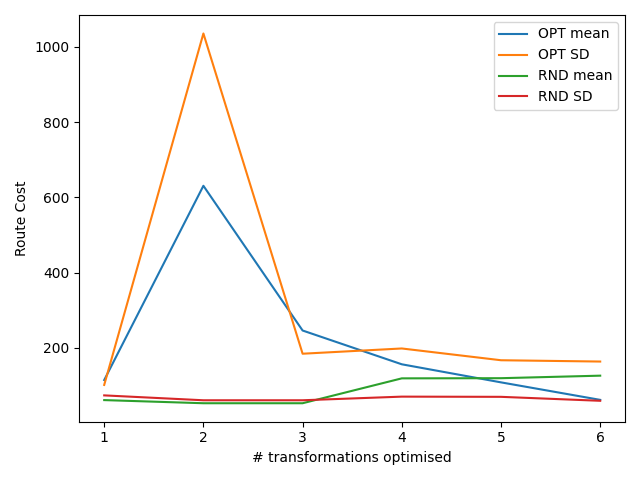 OPT mean
OPT SD
RND mean
RND SD
1000
800
600
400
200
Route Cost
1 2 3 4 5 6
# transformations optimised